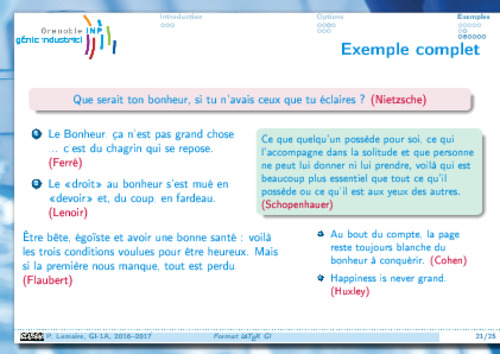 Grenoble INP
génie industriel
Introduction
Options
Exemples
Exemple complet
Que serait ton bonheur, si tu n'avais ceux que tu éclaires ? (Nietzsche)
1 Le Bonheur, ça n'est pas grand chose
... c'est du chagrin qui se repose.
(Ferré)
2 Le «droit» au bonheur s'est mué en
«devoir» et, du coup, en fardeau.
(Lenoir)
Être bête, égoïste et avoir une bonne santé : voilà
les trois conditions voulues pour être heureux. Mais
si la première nous manque, tout est perdu
(Flaubert)
Ce que quelqu'un possède pour soi, ce qui
l'accompagne dans la solitude et que personne
ne peut lui donner ni lui prendre, voilà qui est
beaucoup plus essentiel que tout ce qu'il
possède ou ce qu'il est aux yeux des autres.
(Schopenhauer)
Au bout du compte, la page
reste toujours blanche du
bonheur à conquérir. (Cohen)
Happiness is never grand.
(Huxley)
P. Lemaire, GI-1A, 2016–2017
Format LATEX GI
21/25